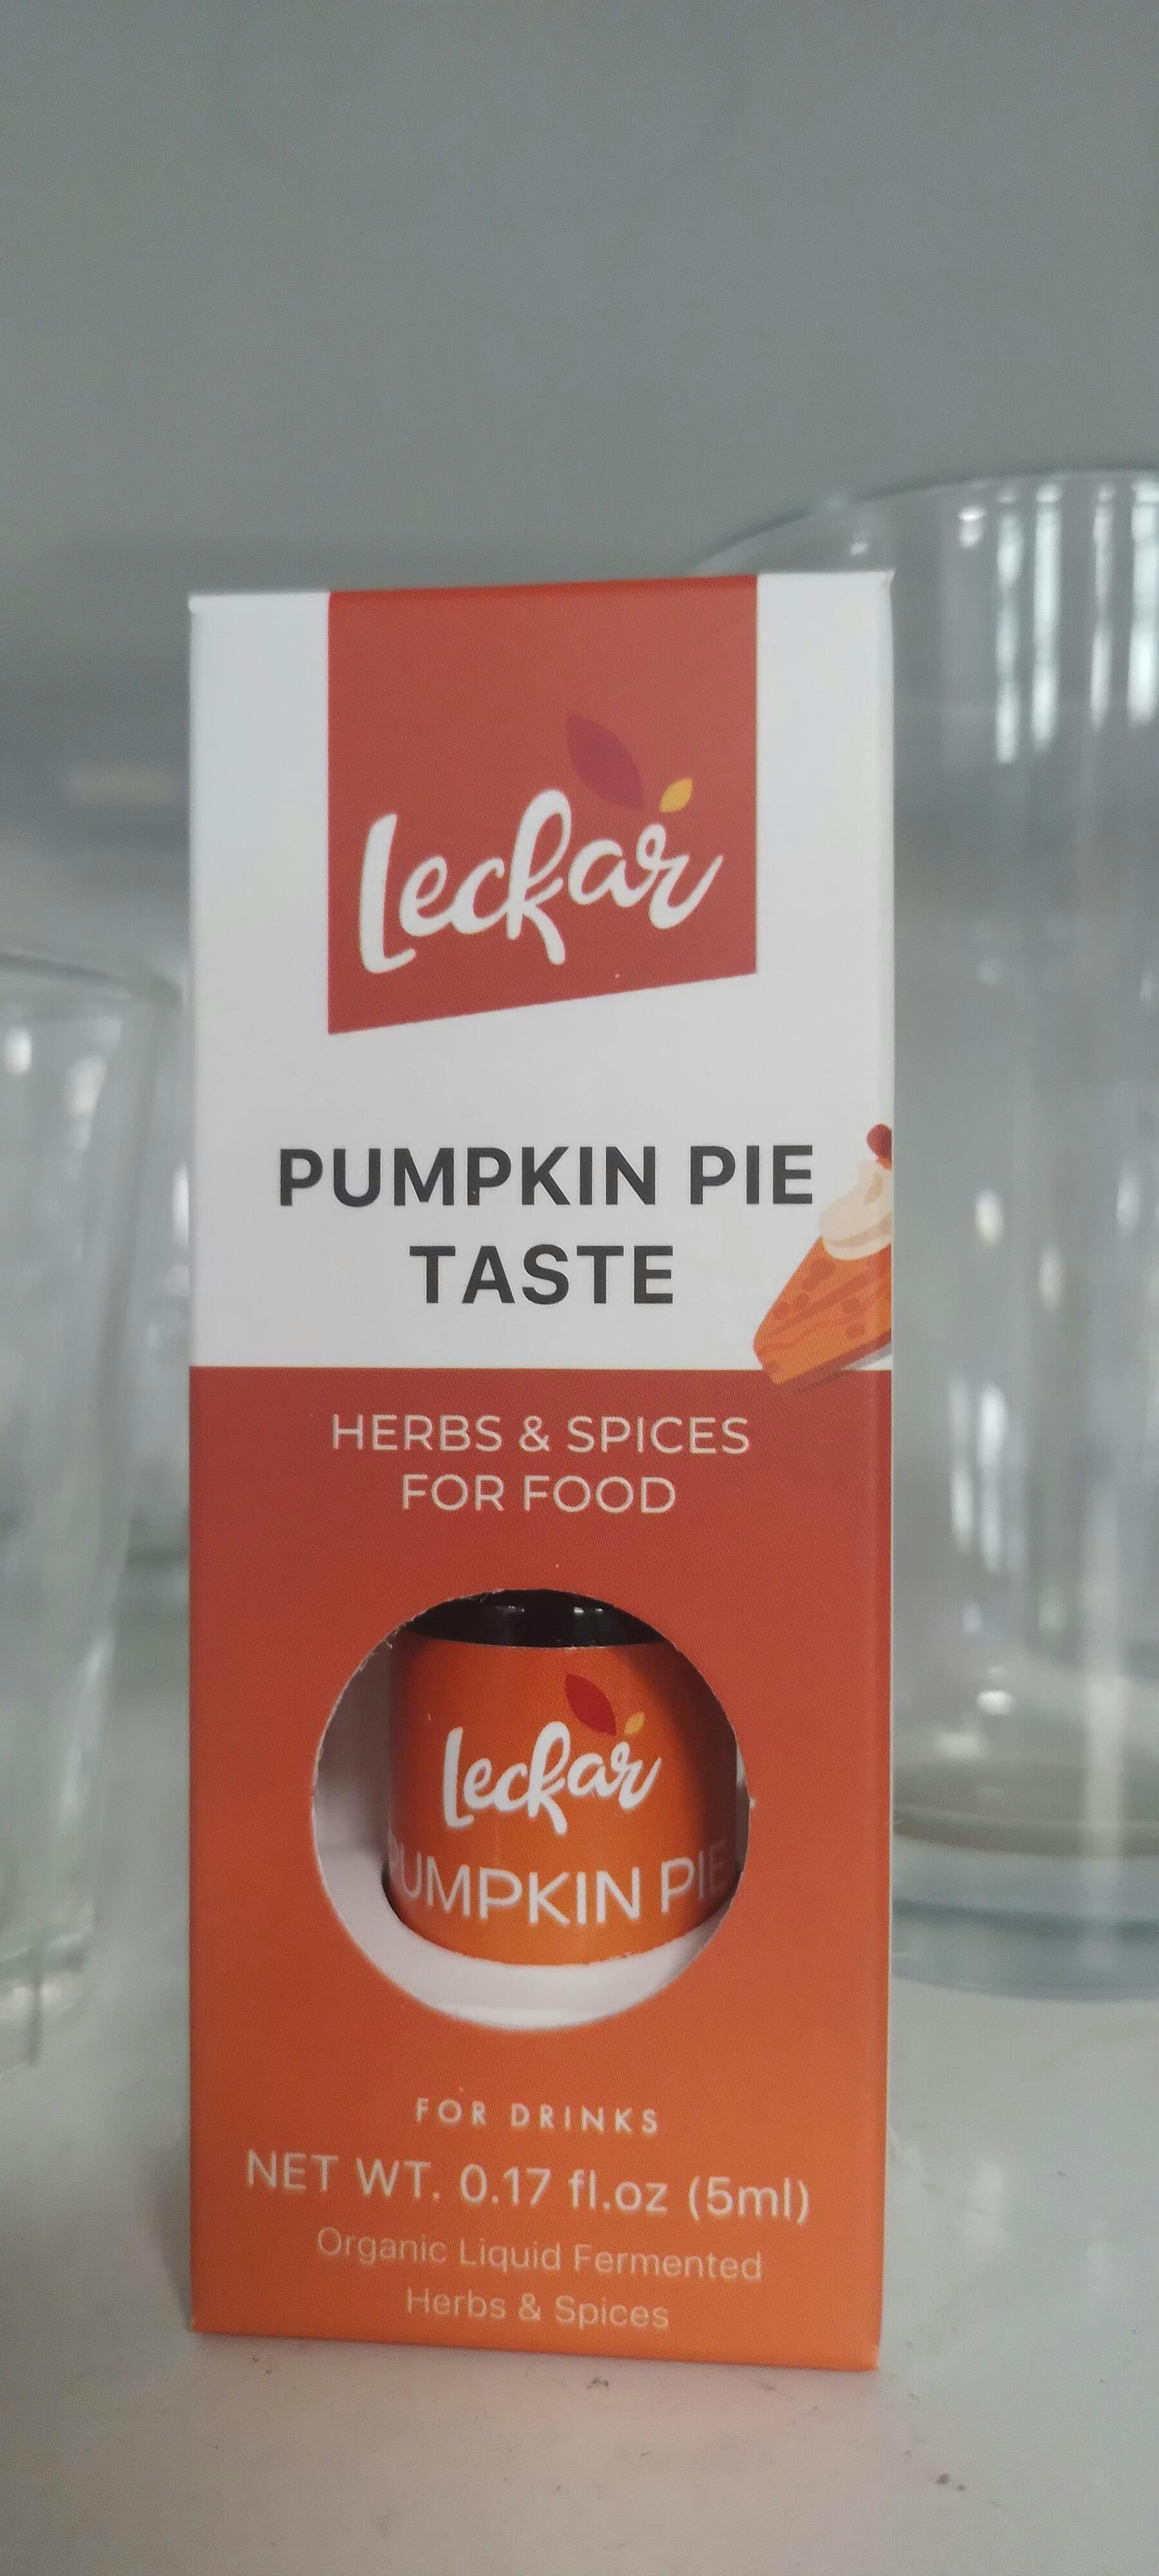 Leckar
PUMPKIN PIE
TASTE
HERBS & SPICES
FOR FOOD
Leckar
PUMPKIN PIE
FOR DRINKS
NET WT. 0.17 fl.oz (5ml)
Organic Liquid Fermented
Herbs & Spices